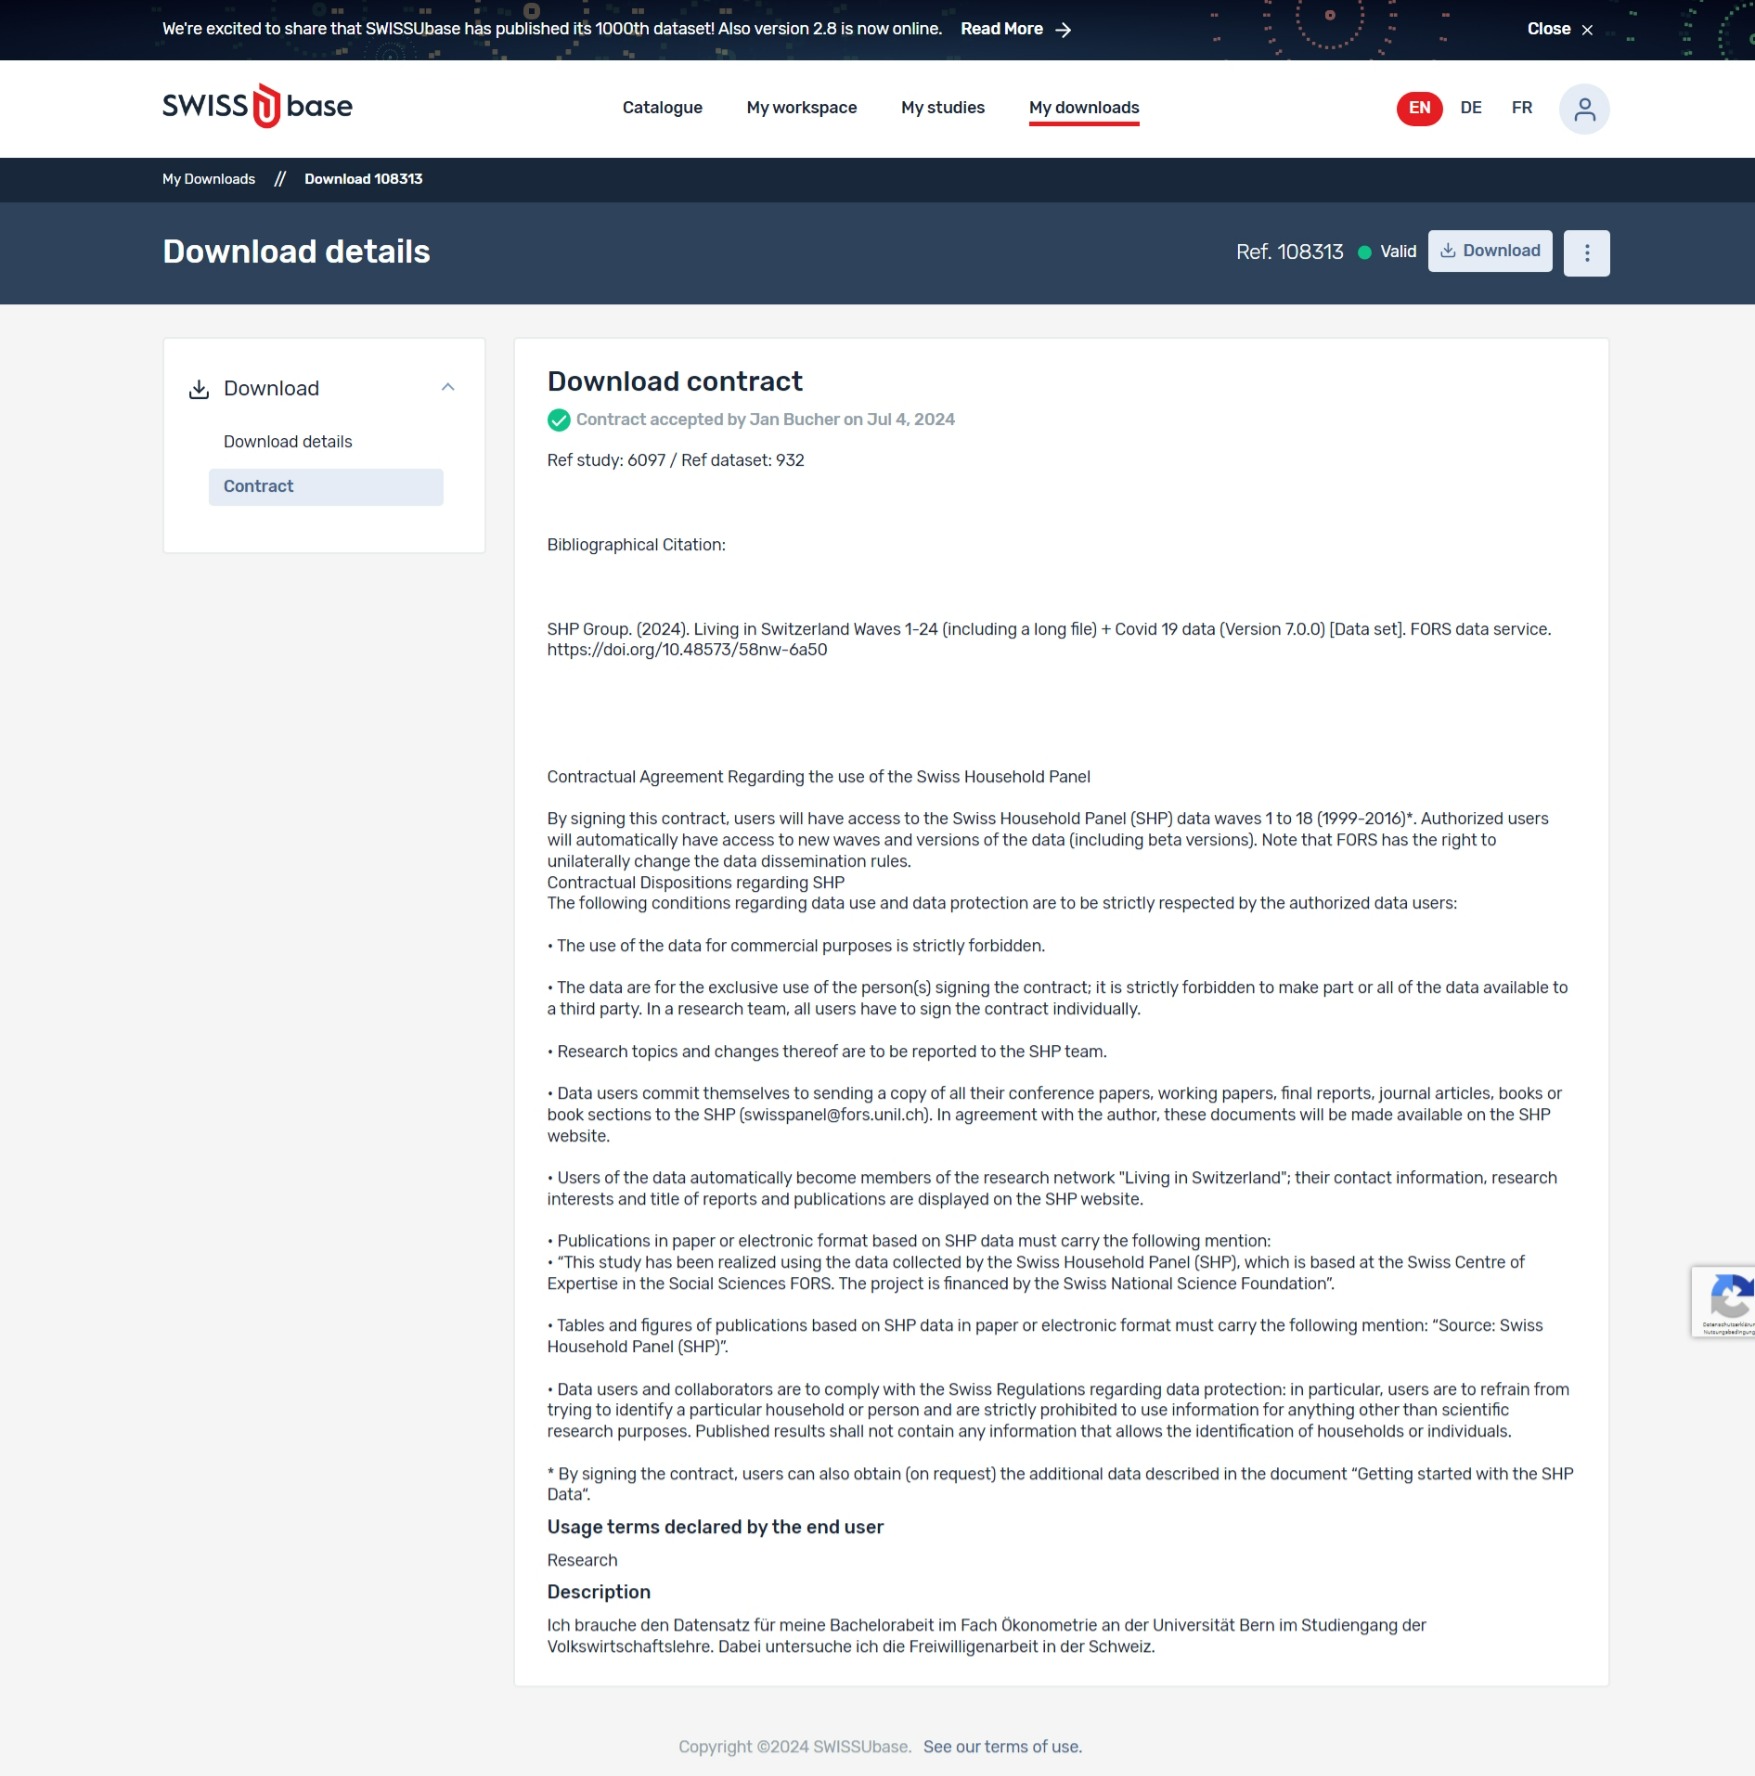 We're excited to share that SWISSUbase has published its 1000th dataset! Also version 2.8 is now online. Read More Close
SWISS U base
Catalogue My workspace My studies My downloads EN DE FR
My Downloads // Download 108313
Download details Ref. 108313 Valid Download
Download
Download details
Contract
Download contract
Contract accepted by Jan Bucher on Jul 4, 2024
Ref study: 6097 / Ref dataset: 932
Bibliographical Citation:
SHP Group. (2024). Living in Switzerland Waves 1-24 (including a long file) + Covid 19 data (Version 7.0.0) [Data set]. FORS data service.
https://doi.org/10.48573/58nw-6a50
Contractual Agreement Regarding the use of the Swiss Household Panel
By signing this contract, users will have access to the Swiss Household Panel (SHP) data waves 1 to 18 (1999-2016)*. Authorized users
will automatically have access to new waves and versions of the data (including beta versions). Note that FORS has the right to
unilaterally change the data dissemination rules.
Contractual Dispositions regarding SHP
The following conditions regarding data use and data protection are to be strictly respected by the authorized data users:
• The use of the data for commercial purposes is strictly forbidden.
• The data are for the exclusive use of the person(s) signing the contract; it is strictly forbidden to make part or all of the data available to
a third party. In a research team, all users have to sign the contract individually.
• Research topics and changes thereof are to be reported to the SHP team.
• Data users commit themselves to sending a copy of all their conference papers, working papers, final reports, journal articles, books or
book sections to the SHP (swisspanel@fors.unil.ch). In agreement with the author, these documents will be made available on the SHP
website.
• Users of the data automatically become members of the research network "Living in Switzerland"; their contact information, research
interests and title of reports and publications are displayed on the SHP website.
• Publications in paper or electronic format based on SHP data must carry the following mention:
• “This study has been realized using the data collected by the Swiss Household Panel (SHP), which is based at the Swiss Centre of
Expertise in the Social Sciences FORS. The project is financed by the Swiss National Science Foundation”.
• Tables and figures of publications based on SHP data in paper or electronic format must carry the following mention: “Source: Swiss
Household Panel (SHP)”.
• Data users and collaborators are to comply with the Swiss Regulations regarding data protection: in particular, users are to refrain from
trying to identify a particular household or person and are strictly prohibited to use information for anything other than scientific
research purposes. Published results shall not contain any information that allows the identification of households or individuals.
* By signing the contract, users can also obtain (on request) the additional data described in the document “Getting started with the SHP
Data“.
Usage terms declared by the end user
Research
Description
Ich brauche den Datensatz für meine Bachelorabeit im Fach Ökonometrie an der Universität Bern im Studiengang der
Volkswirtschaftslehre. Dabei untersuche ich die Freiwilligenarbeit in der Schweiz.
Copyright ©2024 SWISSUbase. See our terms of use.